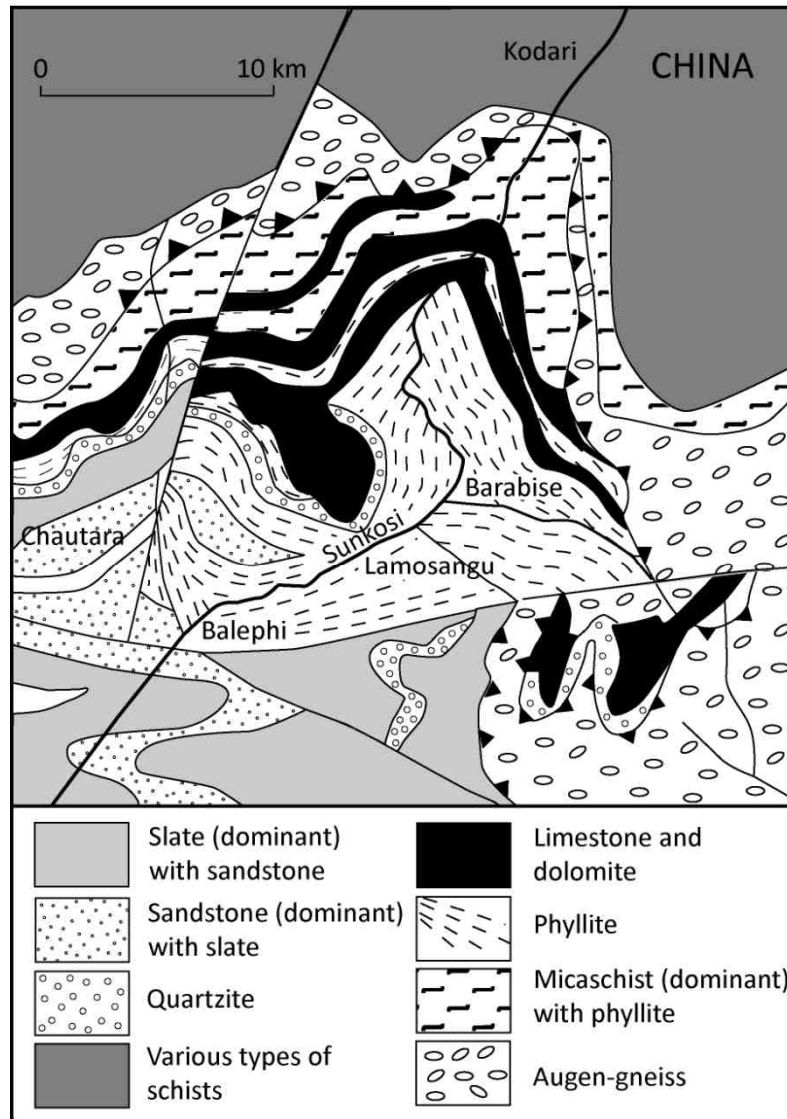 Kodari
CHINA
0 10 km
Barabise
Chautara
Sunkosi
Lamosangu
Balephi
Slate (dominant)
with sandstone
Limestone and
dolomite
Sandstone (dominant)
with slate
Phyllite
Quartzite
Micaschist (dominant)
with phyllite
Various types of
schists
Augen-gneiss